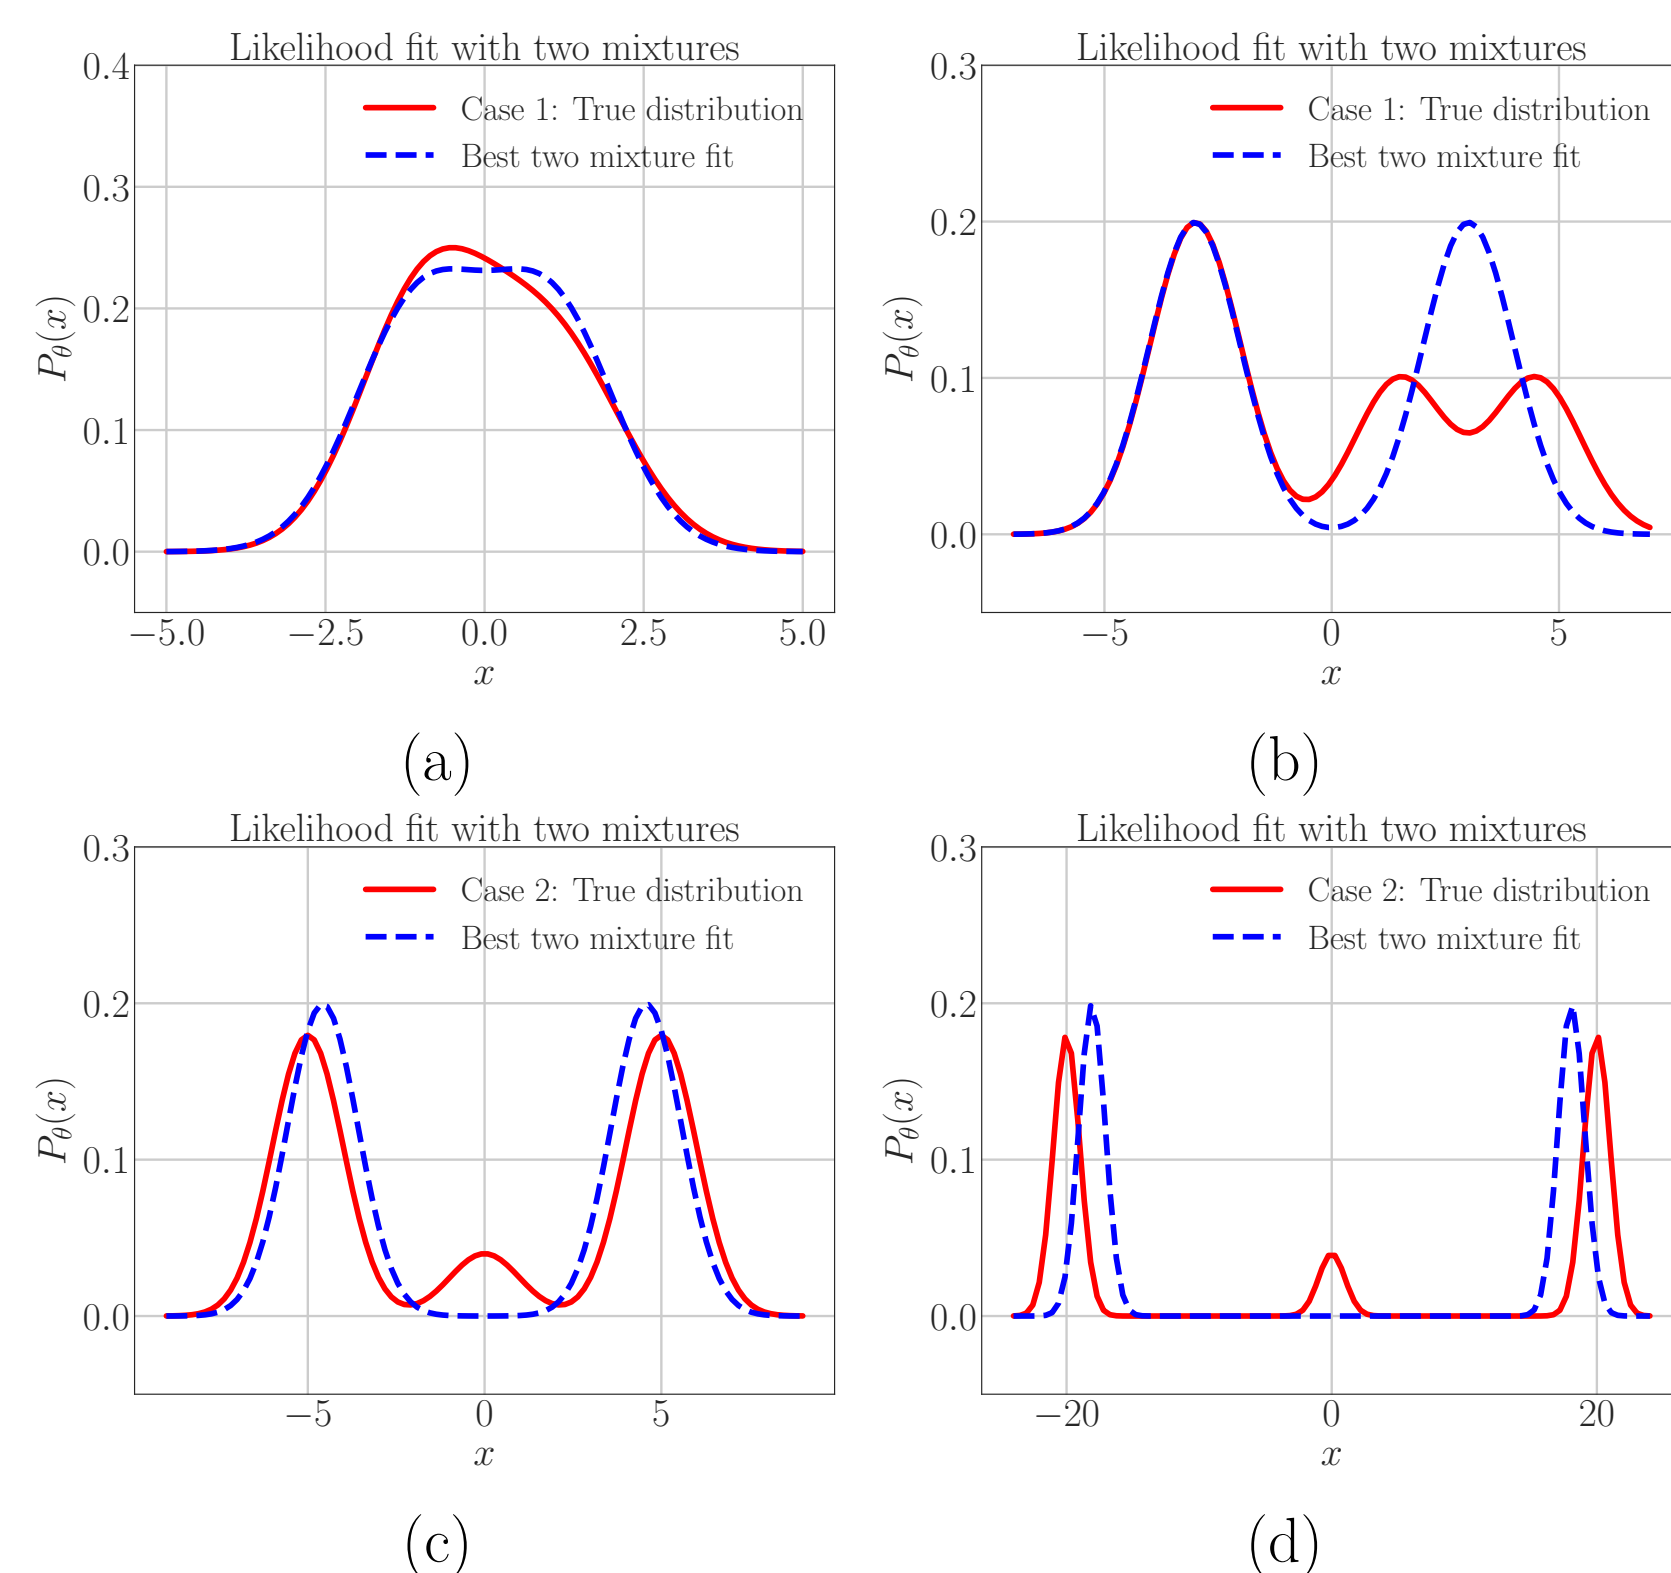 Likelihood fit with two mixtures
0.4
0.3
0.2
0.1
0.0
Case 1: True distribution
Best two mixture fit
P_θ(x)
−5.0 −2.5 0.0 2.5 5.0
x
(a)
Likelihood fit with two mixtures
0.3
0.2
0.1
0.0
Case 1: True distribution
Best two mixture fit
P_θ(x)
−5 0 5
x
(b)
Likelihood fit with two mixtures
0.3
0.2
0.1
0.0
Case 2: True distribution
Best two mixture fit
P_θ(x)
−5 0 5
x
(c)
Likelihood fit with two mixtures
0.3
0.2
0.1
0.0
Case 2: True distribution
Best two mixture fit
P_θ(x)
−20 0 20
x
(d)